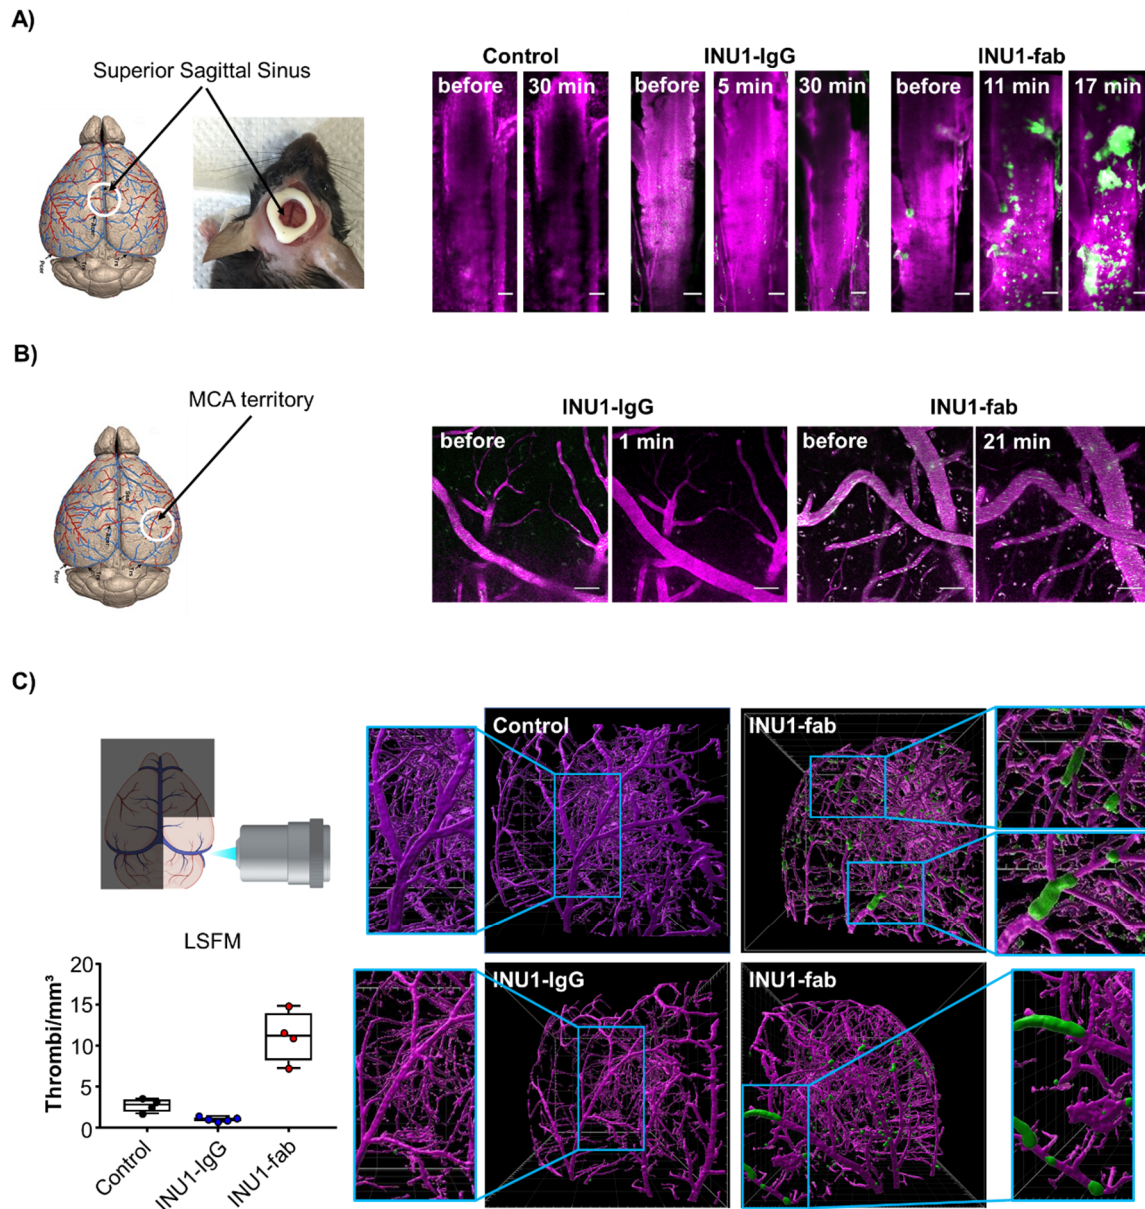 A)
Superior Sagittal Sinus
Control
INU1-IgG
INU1-fab
before
30 min
before
5 min
30 min
before
11 min
17 min
B)
MCA territory
INU1-IgG
INU1-fab
before
1 min
before
21 min
C)
Control
INU1-fab
LSFM
Thrombi/mm³
20
15
10
5
0
Control
INU1-IgG
INU1-fab
INU1-IgG
INU1-fab